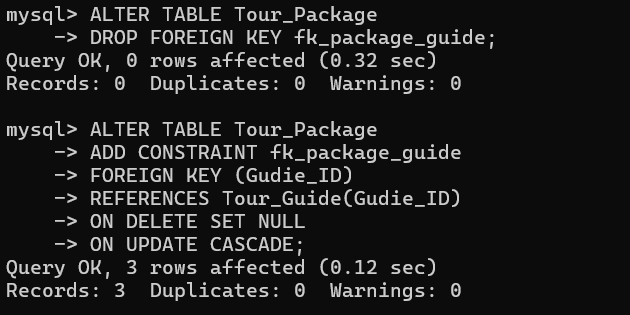 mysql> ALTER TABLE Tour_Package
    -> DROP FOREIGN KEY fk_package_guide;
Query OK, 0 rows affected (0.32 sec)
Records: 0  Duplicates: 0  Warnings: 0

mysql> ALTER TABLE Tour_Package
    -> ADD CONSTRAINT fk_package_guide
    -> FOREIGN KEY (Gudie_ID)
    -> REFERENCES Tour_Guide(Gudie_ID)
    -> ON DELETE SET NULL
    -> ON UPDATE CASCADE;
Query OK, 3 rows affected (0.12 sec)
Records: 3  Duplicates: 0  Warnings: 0